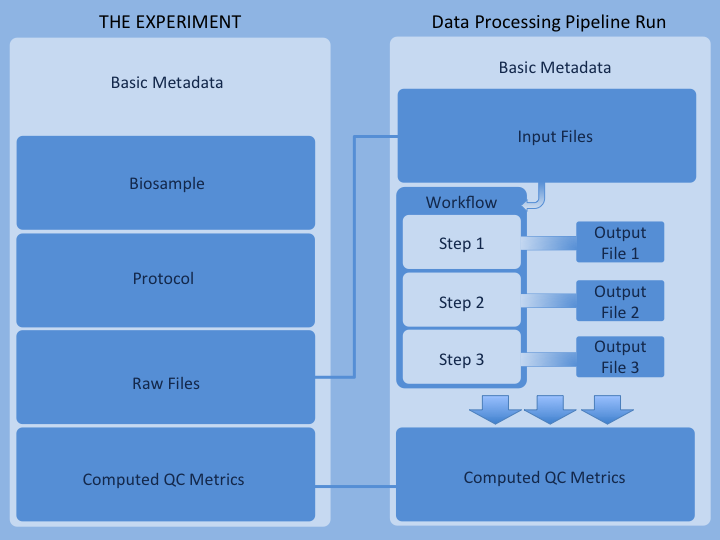 THE EXPERIMENT
Basic Metadata
Biosample
Protocol
Raw Files
Computed QC Metrics
Data Processing Pipeline Run
Basic Metadata
Input Files
Workflow
Step 1
Output
File 1
Step 2
Output
File 2
Step 3
Output
File 3
Computed QC Metrics